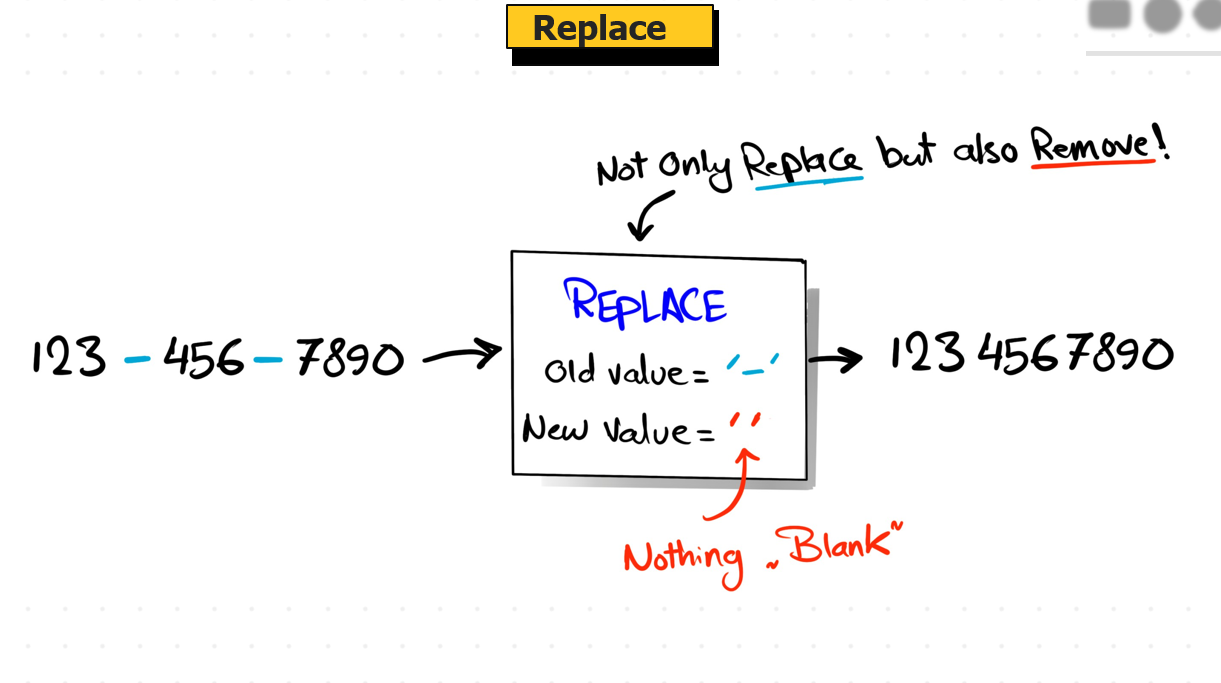 Replace
Not Only Replace but also Remove!
REPLACE
123 - 456 - 7890
Old value = '-'
1234567890
New Value = ''
Nothing „Blank"